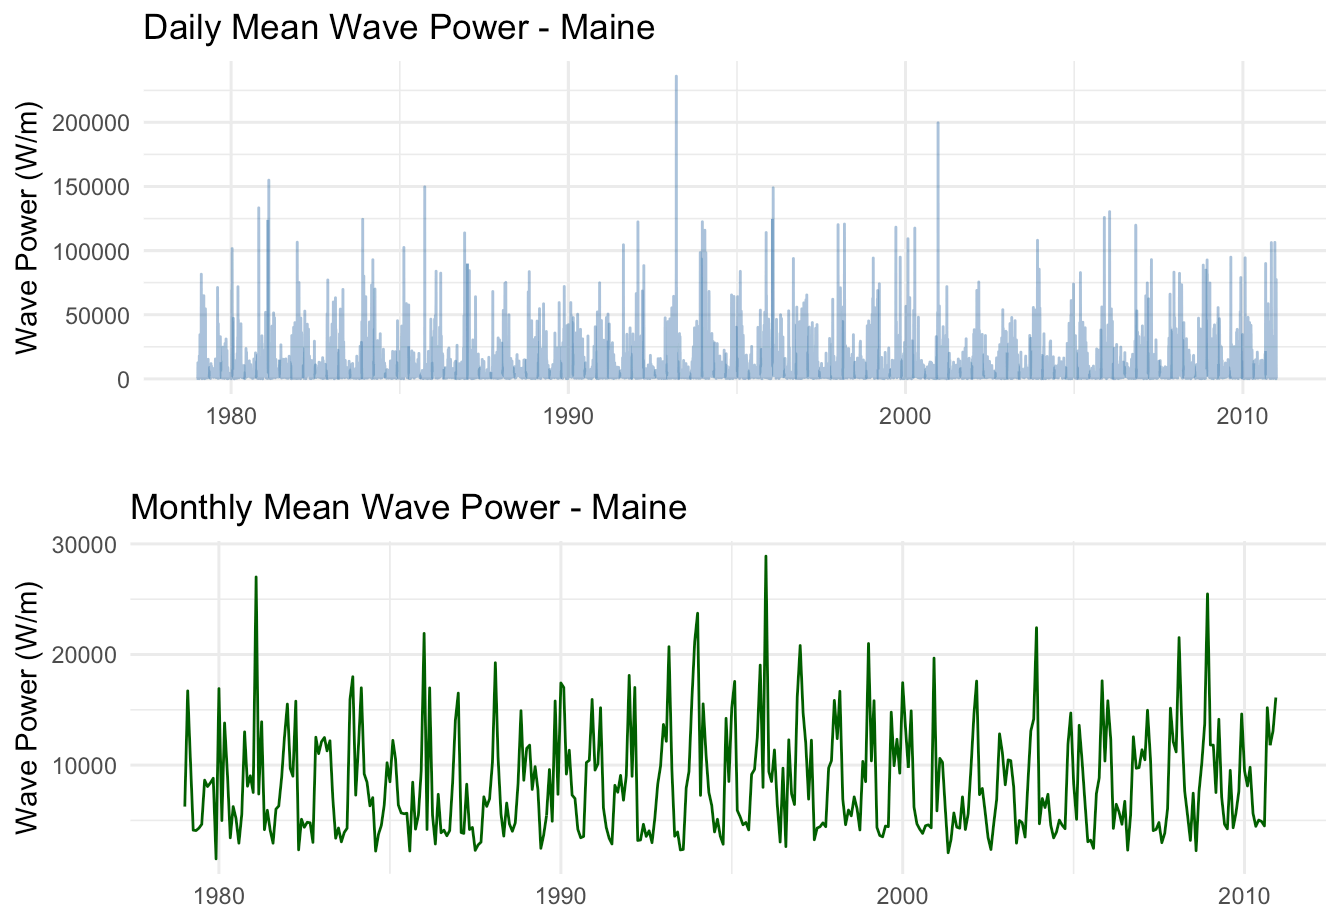 Daily Mean Wave Power - Maine
Wave Power (W/m)
200000
150000
100000
50000
0
1980 1990 2000 2010
Monthly Mean Wave Power - Maine
Wave Power (W/m)
30000
20000
10000
1980 1990 2000 2010